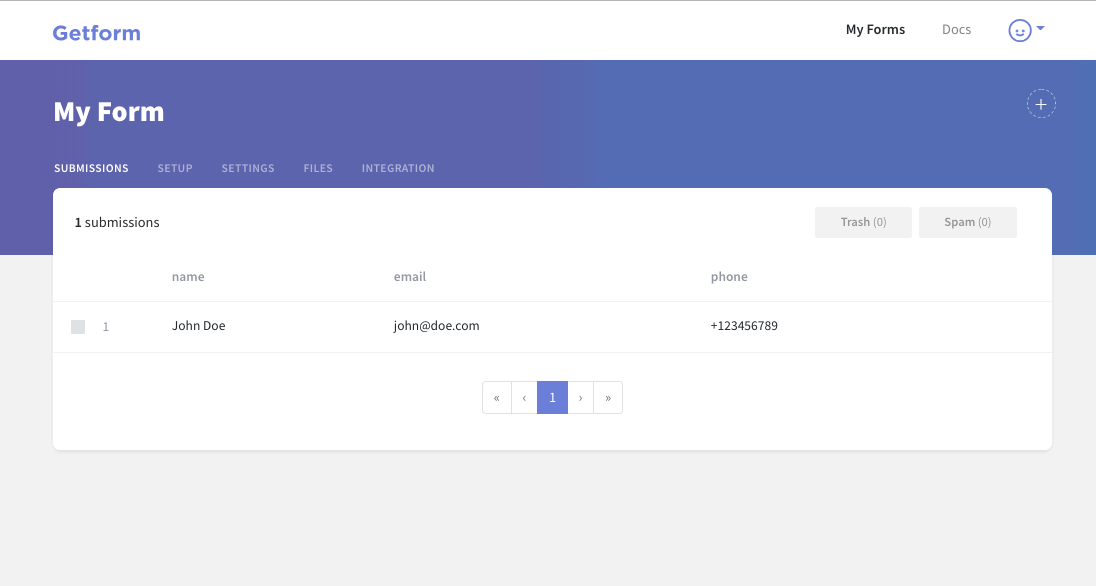 Getform
My Forms Docs
My Form
+
SUBMISSIONS SETUP SETTINGS FILES INTEGRATION
1 submissions Trash (0) Spam (0)
name email phone
1 John Doe john@doe.com +123456789
« ‹ 1 › »